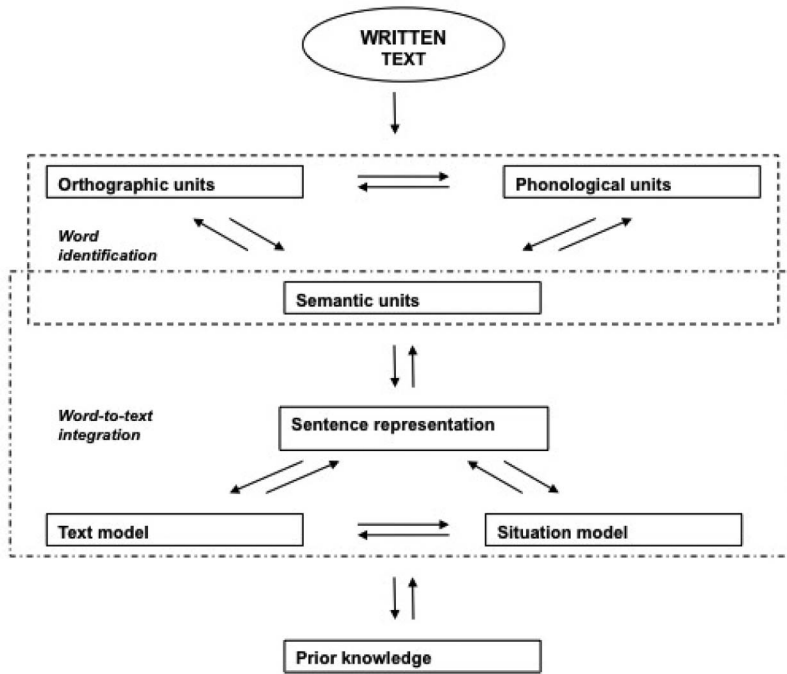 WRITTEN
TEXT
Orthographic units
Phonological units
Word
identification
Semantic units
Word-to-text
integration
Sentence representation
Text model
Situation model
Prior knowledge